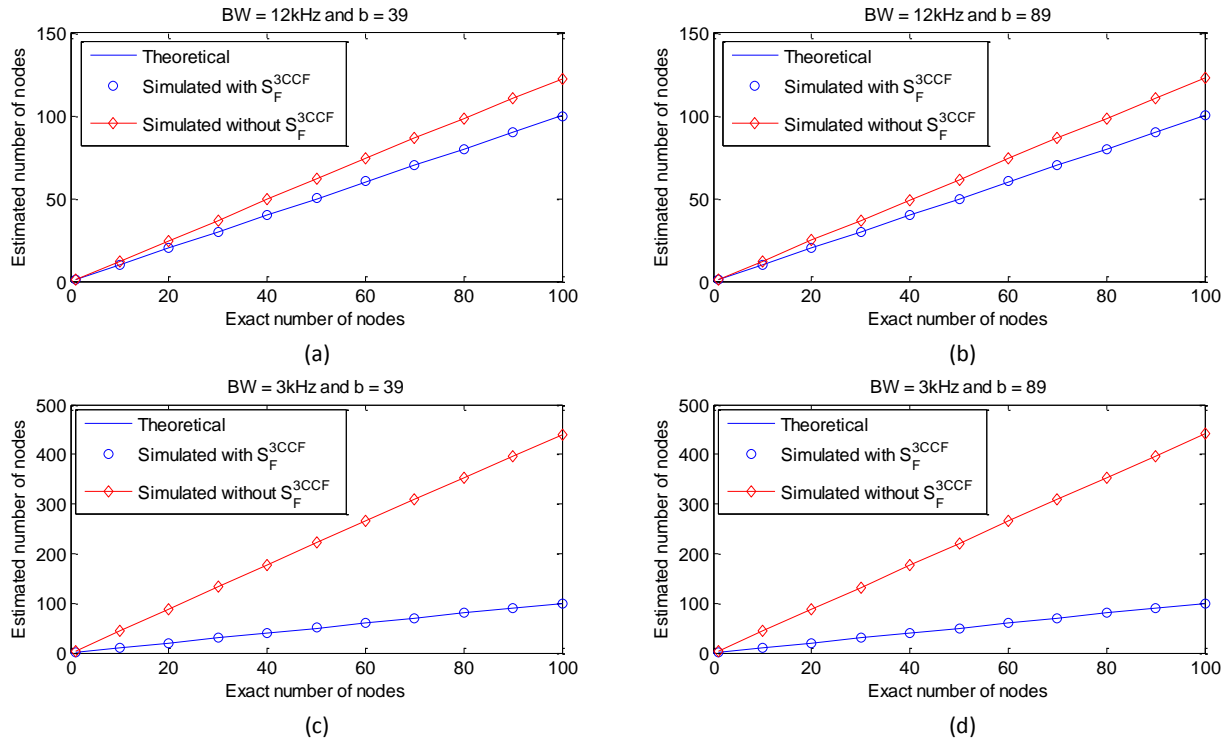 BW = 12kHz and b = 39
150
100
50
0
Estimated number of nodes
Theoretical
Simulated with S_F^3CCF
Simulated without S_F^3CCF
0 20 40 60 80 100
Exact number of nodes
(a)
BW = 12kHz and b = 89
150
100
50
0
Estimated number of nodes
Theoretical
Simulated with S_F^3CCF
Simulated without S_F^3CCF
0 20 40 60 80 100
Exact number of nodes
(b)
BW = 3kHz and b = 39
500
400
300
200
100
0
Estimated number of nodes
Theoretical
Simulated with S_F^3CCF
Simulated without S_F^3CCF
0 20 40 60 80 100
Exact number of nodes
(c)
BW = 3kHz and b = 89
500
400
300
200
100
0
Estimated number of nodes
Theoretical
Simulated with S_F^3CCF
Simulated without S_F^3CCF
0 20 40 60 80 100
Exact number of nodes
(d)